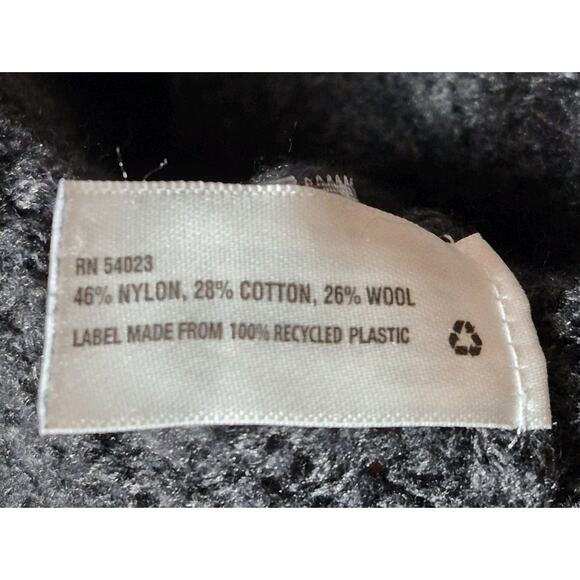 RN 54023
46% NYLON, 28% COTTON, 26% WOOL
LABEL MADE FROM 100% RECYCLED PLASTIC